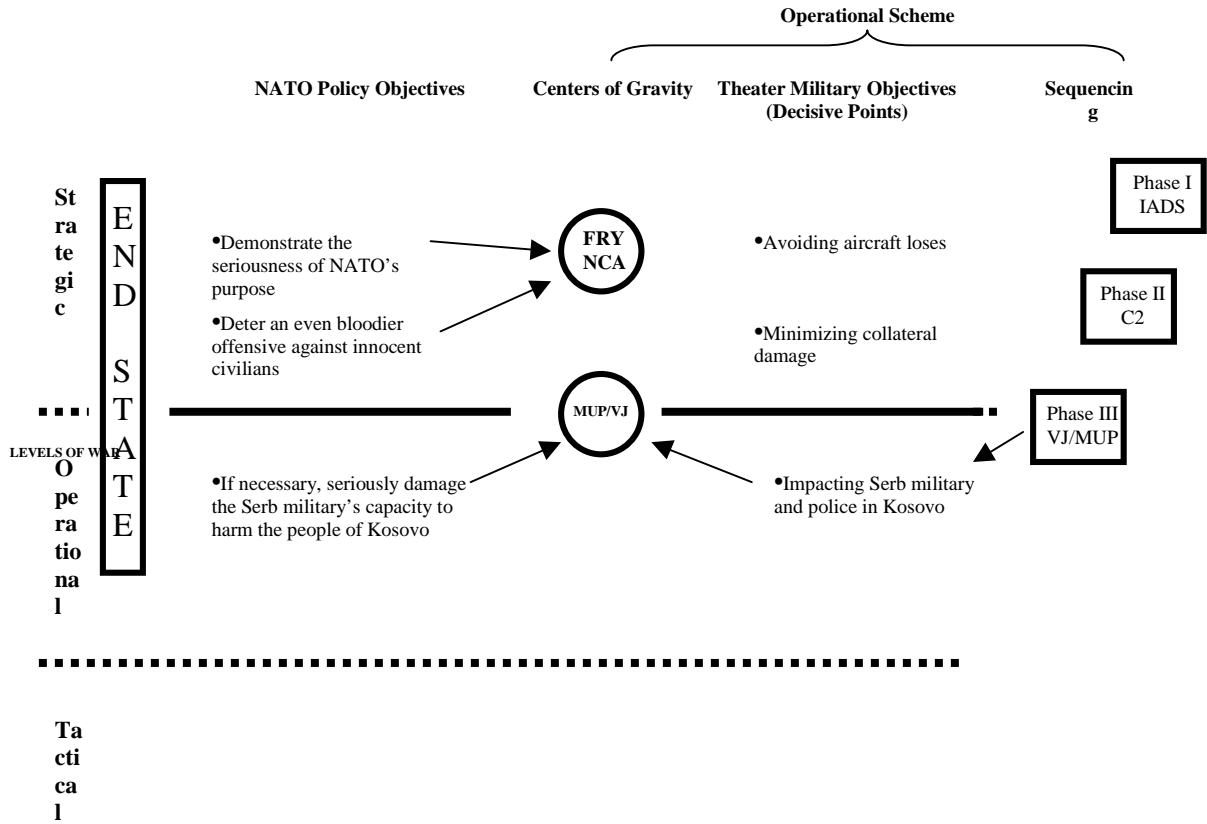 Operational Scheme
NATO Policy Objectives
Centers of Gravity
Theater Military Objectives
(Decisive Points)
Sequencin
g
St
ra
te
gi
c
E
N
D
S
T
A
T
E
•Demonstrate the
seriousness of NATO’s
purpose
•Deter an even bloodier
offensive against innocent
civilians
FRY
NCA
•Avoiding aircraft loses
•Minimizing collateral
damage
Phase I
IADS
Phase II
C2
MUP/VJ
Phase III
VJ/MUP
LEVELS OF WAR
O
pe
ra
tio
na
l
•If necessary, seriously damage
the Serb military’s capacity to
harm the people of Kosovo
•Impacting Serb military
and police in Kosovo
Ta
cti
ca
l